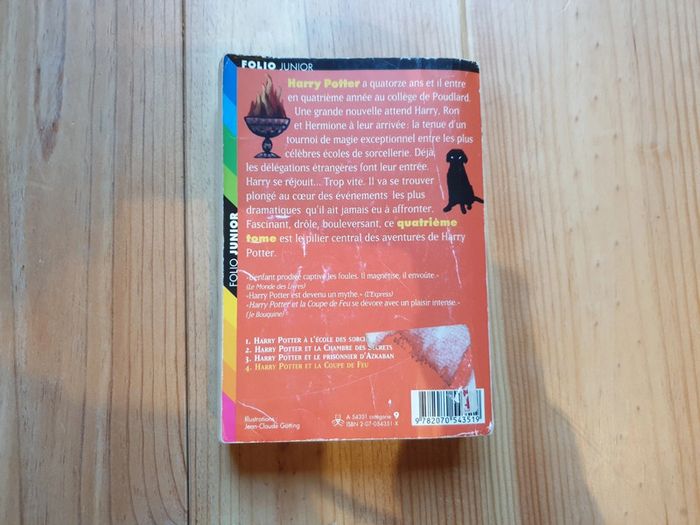 FOLIO JUNIOR
Harry Potter a quatorze ans et il entre
en quatrième année au collège de Poudlard.
Une grande nouvelle attend Harry, Ron
et Hermione à leur arrivée: la tenue d'un
tournoi de magie exceptionnel entre les plus
célèbres écoles de sorcellerie. Déjà,
les délégations étrangères font leur entrée.
Harry se réjouit... Trop vite. Il va se trouver
plongé au cœur des événements les plus
dramatiques qu'il ait jamais eu à affronter.
Fascinant, drôle, bouleversant, ce quatrième
tome est le pilier central des aventures de Harry
Potter.
FOLIO JUNIOR
«L'enfant prodige captive les foules. Il magnétise, il envoûte.»
(Le Monde des Livres)
«Harry Potter est devenu un mythe.» (L'Express)
«Harry Potter et la Coupe de Feu se dévore avec un plaisir intense.»
(Je Bouquine)
1. HARRY POTTER À L'ÉCOLE DES SORCI
2. HARRY POTTER ET LA CHAMBRE DES SECRETS
3. HARRY POTTER ET LE PRISONNIER D'AZKABAN
4. HARRY POTTER ET LA COUPE DE FEU
Illustrations :
Jean-Claude Götting
A 54351 catégorie 9
ISBN 2-07-054351-X
9 782070 543519